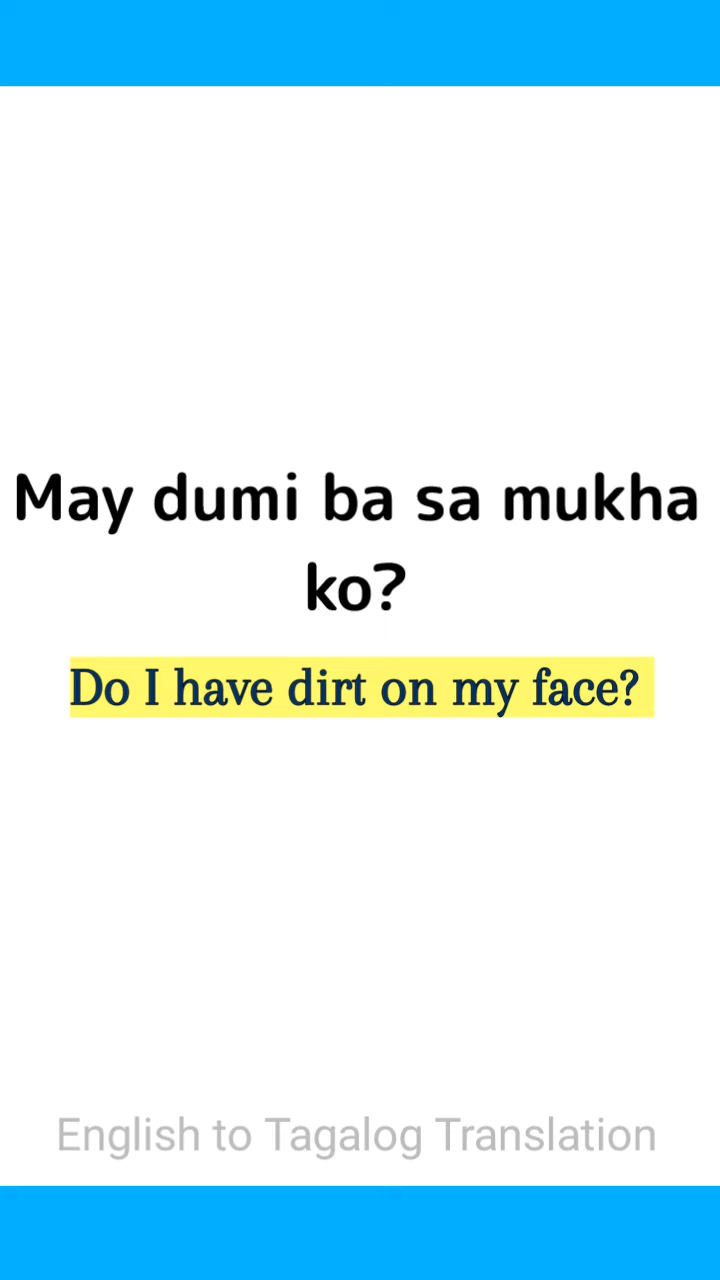 May dumi ba sa mukha
ko?
Do I have dirt on my face?
English to Tagalog Translation